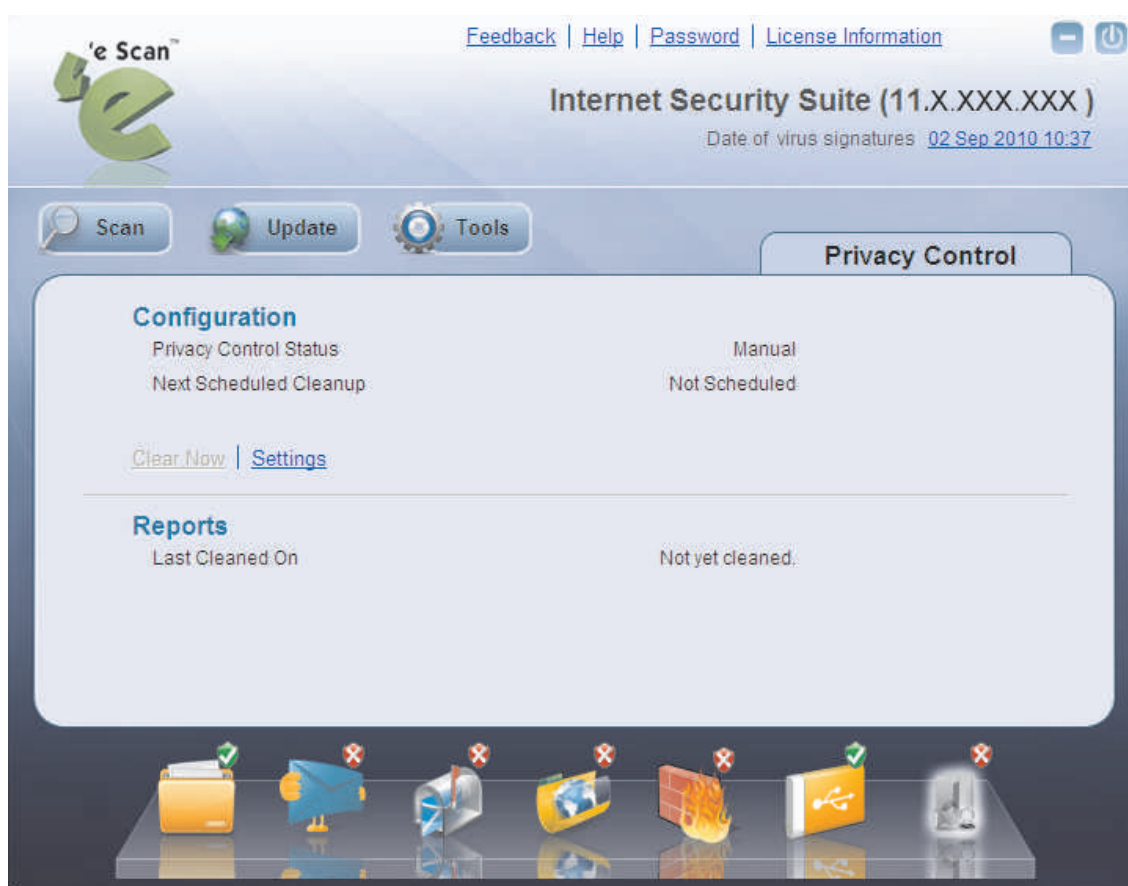 Feedback | Help | Password | License Information
'e Scan™
e
Internet Security Suite (11.X.XXX.XXX )
Date of virus signatures 02 Sep 2010 10:37
Scan Update Tools
Privacy Control
Configuration
Privacy Control Status Manual
Next Scheduled Cleanup Not Scheduled
Clear Now | Settings
Reports
Last Cleaned On Not yet cleaned.